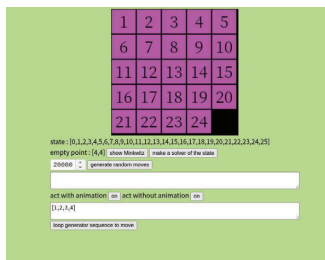 1 2 3 4 5
6 7 8 9 10
11 12 13 14 15
16 17 18 19 20
21 22 23 24
state : [0,1,2,3,4,5,6,7,8,9,10,11,12,13,14,15,16,17,18,19,20,21,22,23,24,25]
empty point : [4,4] show Minkwitz make a solver of the state
20000 generate random moves
act with animation on act without animation on
[1,2,3,4]
loop generator sequence to move